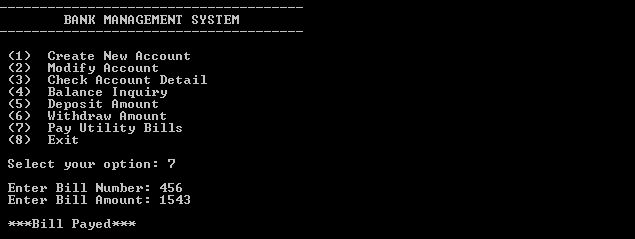 BANK MANAGEMENT SYSTEM
(1) Create New Account
(2) Modify Account
(3) Check Account Detail
(4) Balance Inquiry
(5) Deposit Amount
(6) Withdraw Amount
(7) Pay Utility Bills
(8) Exit
Select your option: 7
Enter Bill Number: 456
Enter Bill Amount: 1543
***Bill Payed***